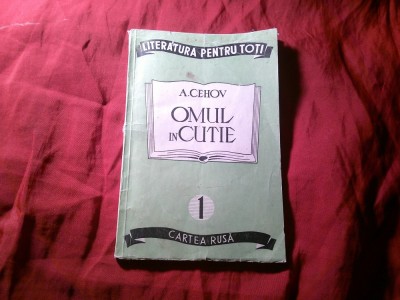 LITERATURA PENTRU TOȚI
A. CEHOV
OMUL
IN CUTIE
1
CARTEA RUSĂ